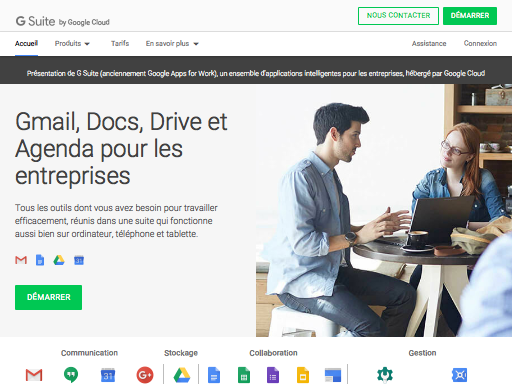 G Suite by Google Cloud
NOUS CONTACTER
DÉMARRER
Accueil
Produits
Tarifs
En savoir plus
Assistance
Connexion
Présentation de G Suite (anciennement Google Apps for Work), un ensemble d'applications intelligentes pour les entreprises, hébergé par Google Cloud
Gmail, Docs, Drive et
Agenda pour les
entreprises
Tous les outils dont vous avez besoin pour travailler
efficacement, réunis dans une suite qui fonctionne
aussi bien sur ordinateur, téléphone et tablette.
31
DÉMARRER
Communication
Stockage
Collaboration
Gestion
31
G+